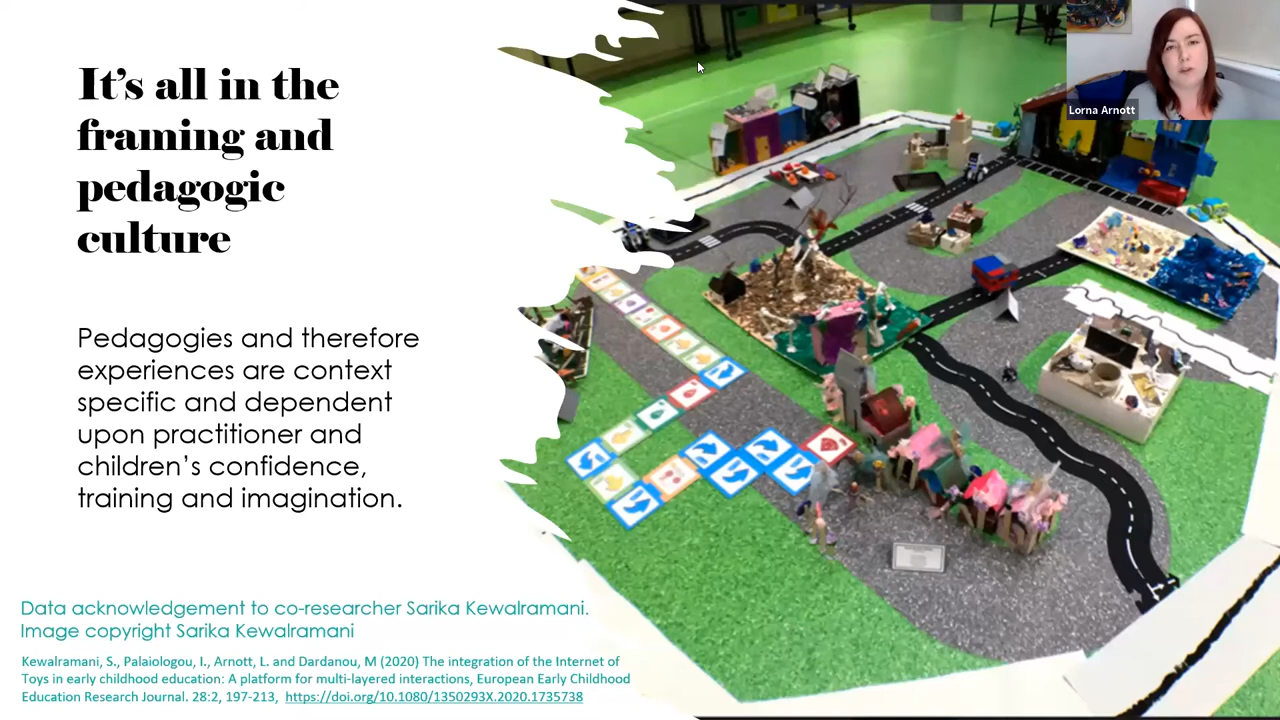 It's all in the
framing and
pedagogic
culture
Pedagogies and therefore
experiences are context
specific and dependent
upon practitioner and
children's confidence,
training and imagination.
Data acknowledgement to co-researcher Sarika Kewalramani.
Image copyright Sarika Kewalramani
Kewalramani, S., Palaiologou, I., Arnott, L. and Dardanou, M (2020) The integration of the Internet of
Toys in early childhood education: A platform for multi-layered interactions, European Early Childhood
Education Research Journal. 28:2, 197-213, https://doi.org/10.1080/1350293X.2020.1735738
Lorna Arnott